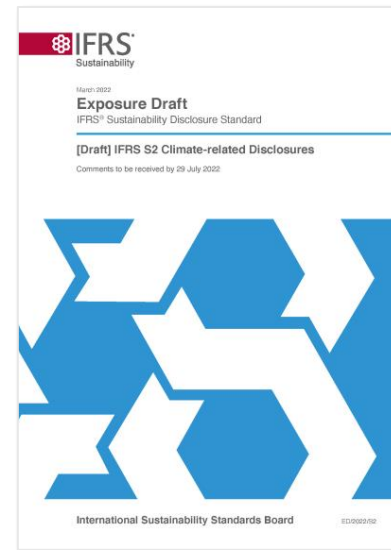 IFRS®
Sustainability
March 2022
Exposure Draft
IFRS® Sustainability Disclosure Standard
[Draft] IFRS S2 Climate-related Disclosures
Comments to be received by 29 July 2022
International Sustainability Standards Board
ED/2022/S2